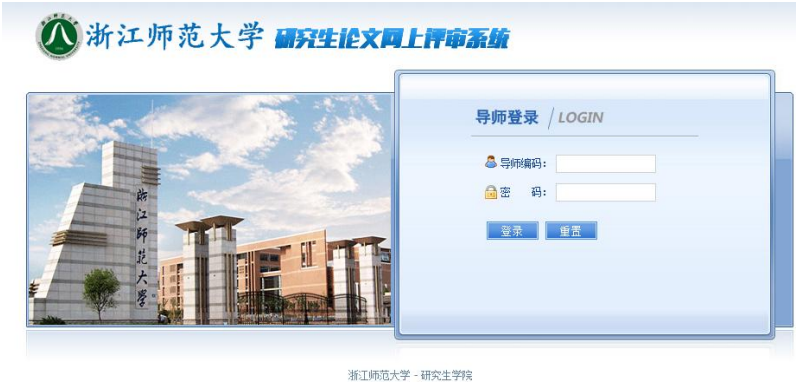 浙江师范大学 研究生论文网上评审系统
导师登录 / LOGIN
导师编码：
密　码：
登录 重置
浙江师范大学
浙江师范大学 - 研究生学院